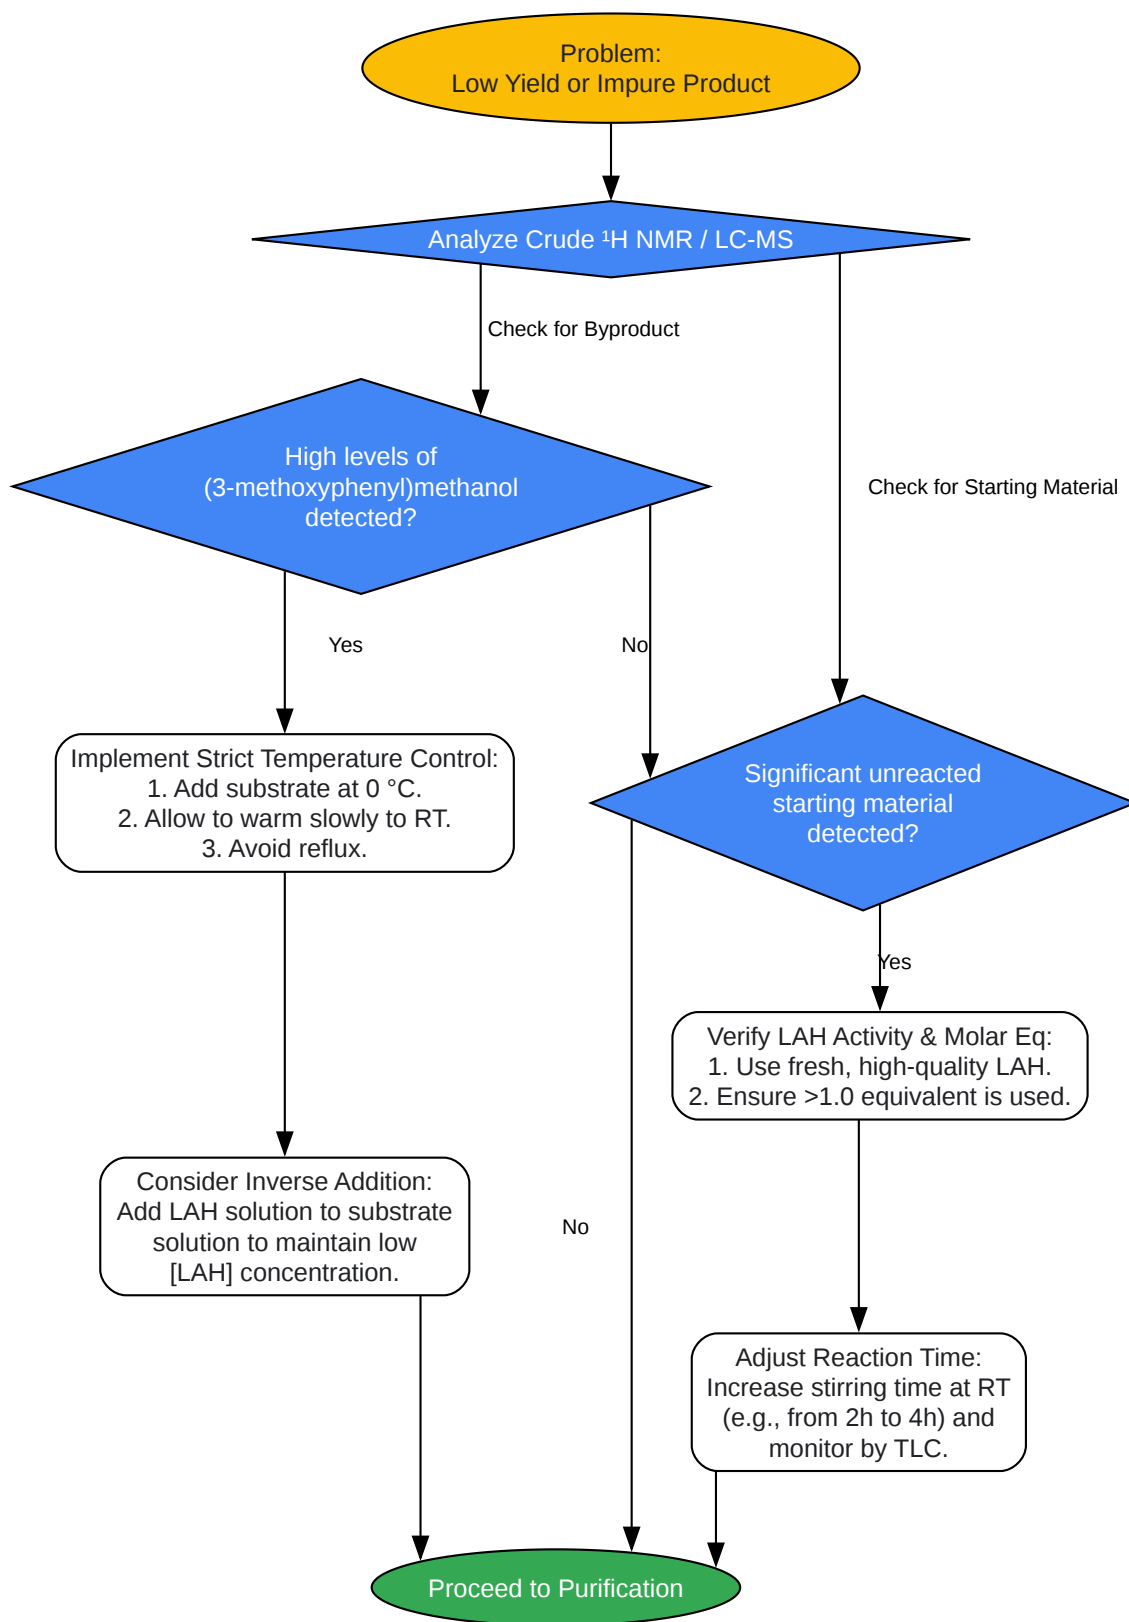 Problem:
Low Yield or Impure Product
Analyze Crude ¹H NMR / LC-MS
Check for Byproduct
High levels of
(3-methoxyphenyl)methanol
detected?
Check for Starting Material
Yes
No
Implement Strict Temperature Control:
1. Add substrate at 0 °C.
2. Allow to warm slowly to RT.
3. Avoid reflux.
Significant unreacted
starting material
detected?
Yes
Verify LAH Activity & Molar Eq:
1. Use fresh, high-quality LAH.
2. Ensure >1.0 equivalent is used.
Consider Inverse Addition:
Add LAH solution to substrate
solution to maintain low
[LAH] concentration.
No
Adjust Reaction Time:
Increase stirring time at RT
(e.g., from 2h to 4h) and
monitor by TLC.
Proceed to Purification